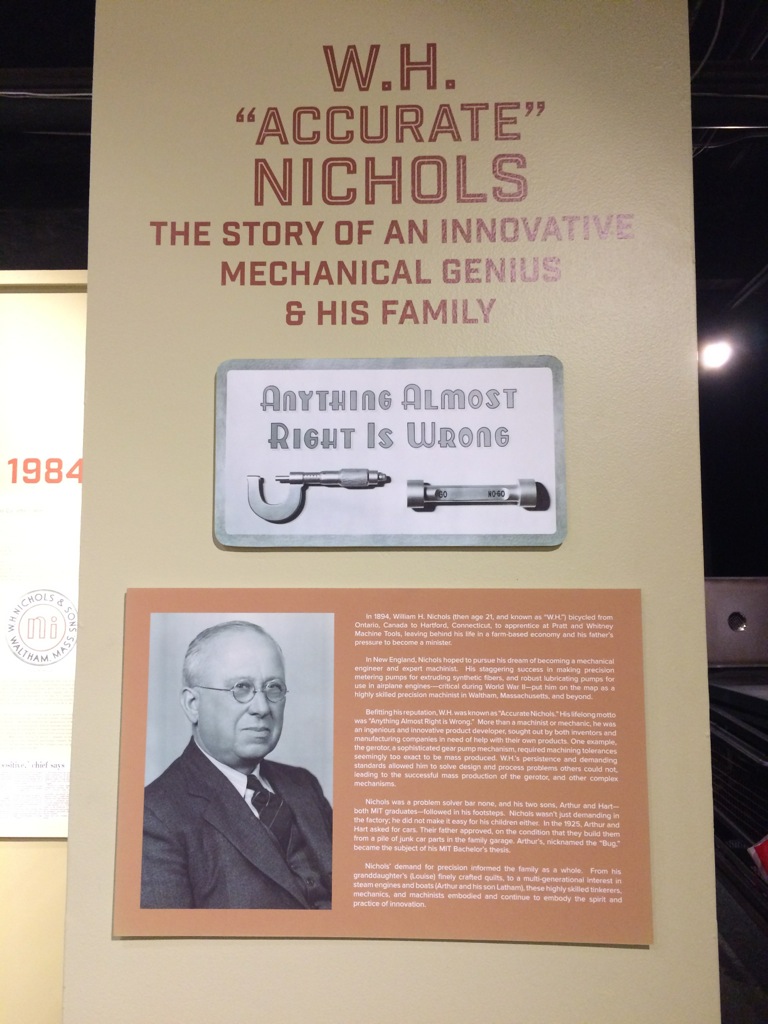 W.H.
"ACCURATE"
NICHOLS
THE STORY OF AN INNOVATIVE
MECHANICAL GENIUS
& HIS FAMILY
ANYTHING ALMOST
RIGHT IS WRONG
GO
NO-GO
In 1894, William H. Nichols (then age 21, and known as "W.H.") bicycled from
Ontario, Canada to Hartford, Connecticut, to apprentice at Pratt and Whitney
Machine Tools, leaving behind his life in a farm-based economy and his father's
pressure to become a minister.
In New England, Nichols hoped to pursue his dream of becoming a mechanical
engineer and expert machinist. His staggering success in making precision
metering pumps for extruding synthetic fibers, and robust lubricating pumps for
use in airplane engines—critical during World War II—put him on the map as a
highly skilled precision machinist in Waltham, Massachusetts, and beyond.
Befitting his reputation, W.H. was known as "Accurate Nichols." His lifelong motto
was "Anything Almost Right is Wrong." More than a machinist or mechanic, he was
an ingenious and innovative product developer, sought out by both inventors and
manufacturing companies in need of help with their own products. One example,
the gerotor, a sophisticated gear pump mechanism, required machining tolerances
seemingly too exact to be mass produced. W.H.'s persistence and demanding
standards allowed him to solve design and process problems others could not,
leading to the successful mass production of the gerotor, and other complex
mechanisms.
Nichols was a problem solver bar none, and his two sons, Arthur and Hart—
both MIT graduates—followed in his footsteps. Nichols wasn't just demanding in
the factory; he did not make it easy for his children either. In the 1925, Arthur and
Hart asked for cars. Their father approved, on the condition that they build them
from a pile of junk car parts in the family garage. Arthur's, nicknamed the "Bug,"
became the subject of his MIT Bachelor's thesis.
Nichols' demand for precision informed the family as a whole. From his
granddaughter's (Louise) finely crafted quilts, to a multi-generational interest in
steam engines and boats (Arthur and his son Latham), these highly skilled tinkerers,
mechanics, and machinists embodied and continue to embody the spirit and
practice of innovation.
1984
W.H. NICHOLS & SONS
ni
WALTHAM MASS
ositive,' chief says